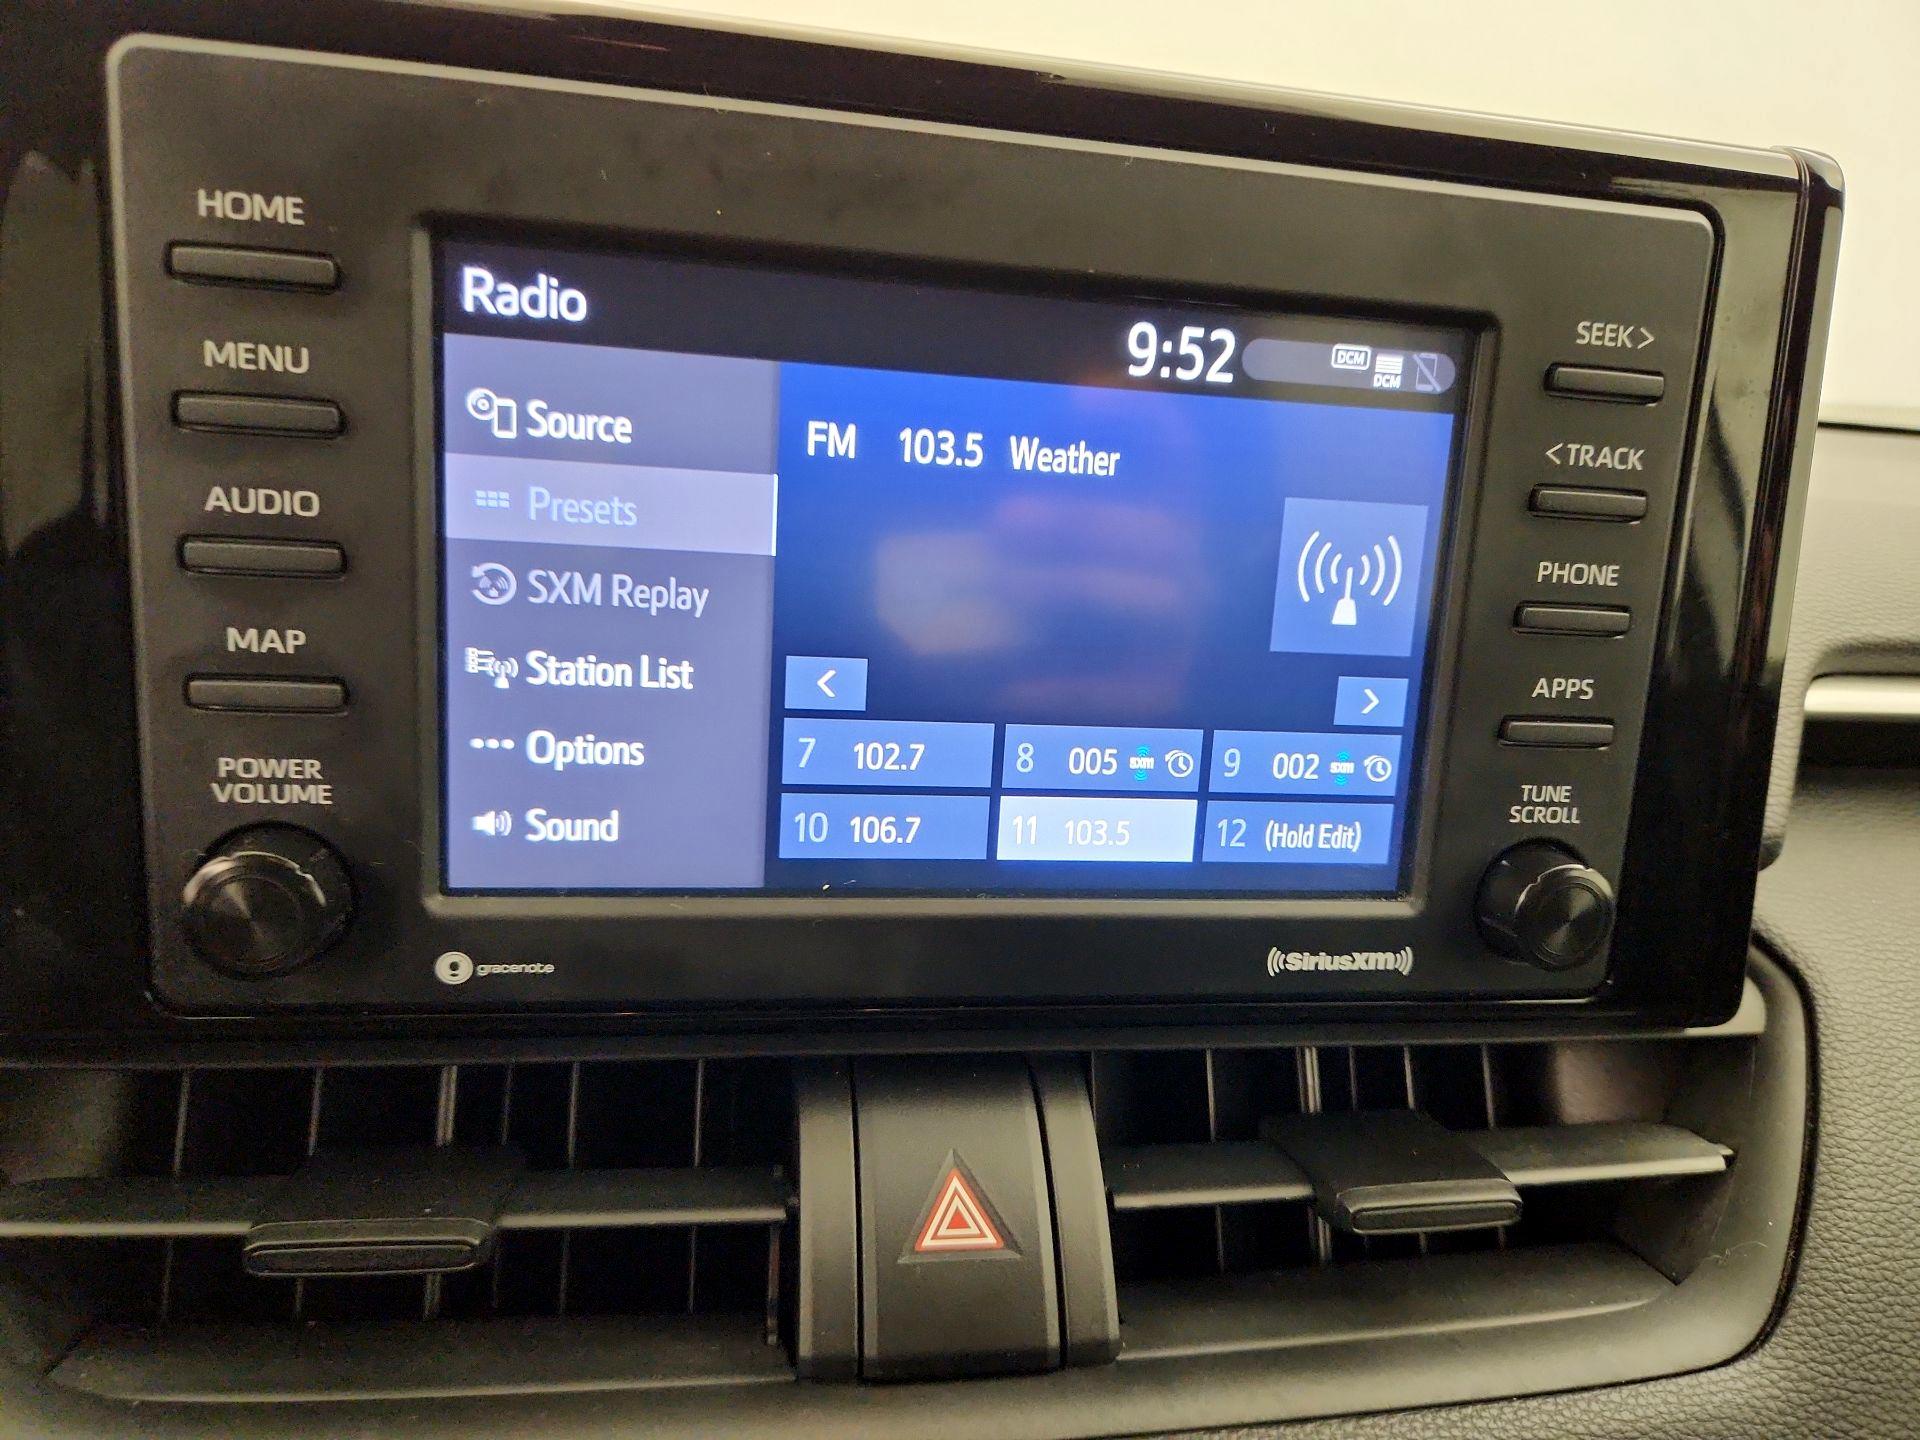 HOME
MENU
AUDIO
MAP
POWER
VOLUME
Radio
9:52
DCM
DCM
Source
Presets
SXM Replay
Station List
Options
Sound
FM 103.5 Weather
<
>
7 102.7
8 005 sxm
9 002 sxm
10 106.7
11 103.5
12 (Hold Edit)
SEEK >
< TRACK
PHONE
APPS
TUNE
SCROLL
gracenote
((SiriusXM))